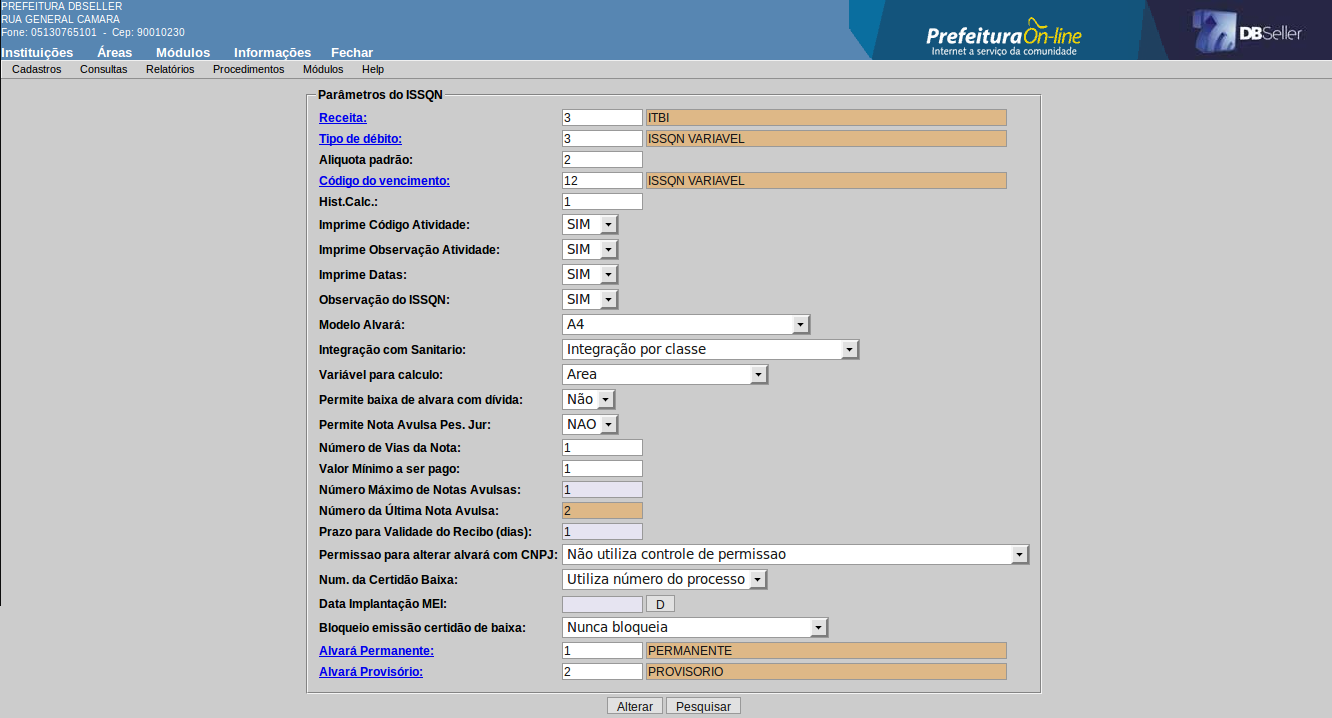 PREFEITURA DBSELLER
RUA GENERAL CAMARA
Fone: 05130765101 - Cep: 90010230
PrefeituraOn-line
Internet a serviço da comunidade
DBSeller
Instituições Áreas Módulos Informações Fechar
Cadastros Consultas Relatórios Procedimentos Módulos Help
Parâmetros do ISSQN
Receita: 3 ITBI
Tipo de débito: 3 ISSQN VARIAVEL
Aliquota padrão: 2
Código do vencimento: 12 ISSQN VARIAVEL
Hist.Calc.: 1
Imprime Código Atividade: SIM
Imprime Observação Atividade: SIM
Imprime Datas: SIM
Observação do ISSQN: SIM
Modelo Alvará: A4
Integração com Sanitario: Integração por classe
Variável para calculo: Area
Permite baixa de alvara com dívida: Não
Permite Nota Avulsa Pes. Jur: NAO
Número de Vias da Nota: 1
Valor Mínimo a ser pago: 1
Número Máximo de Notas Avulsas: 1
Número da Última Nota Avulsa: 2
Prazo para Validade do Recibo (dias): 1
Permissao para alterar alvará com CNPJ: Não utiliza controle de permissao
Num. da Certidão Baixa: Utiliza número do processo
Data Implantação MEI: D
Bloqueio emissão certidão de baixa: Nunca bloqueia
Alvará Permanente: 1 PERMANENTE
Alvará Provisório: 2 PROVISORIO
Alterar Pesquisar